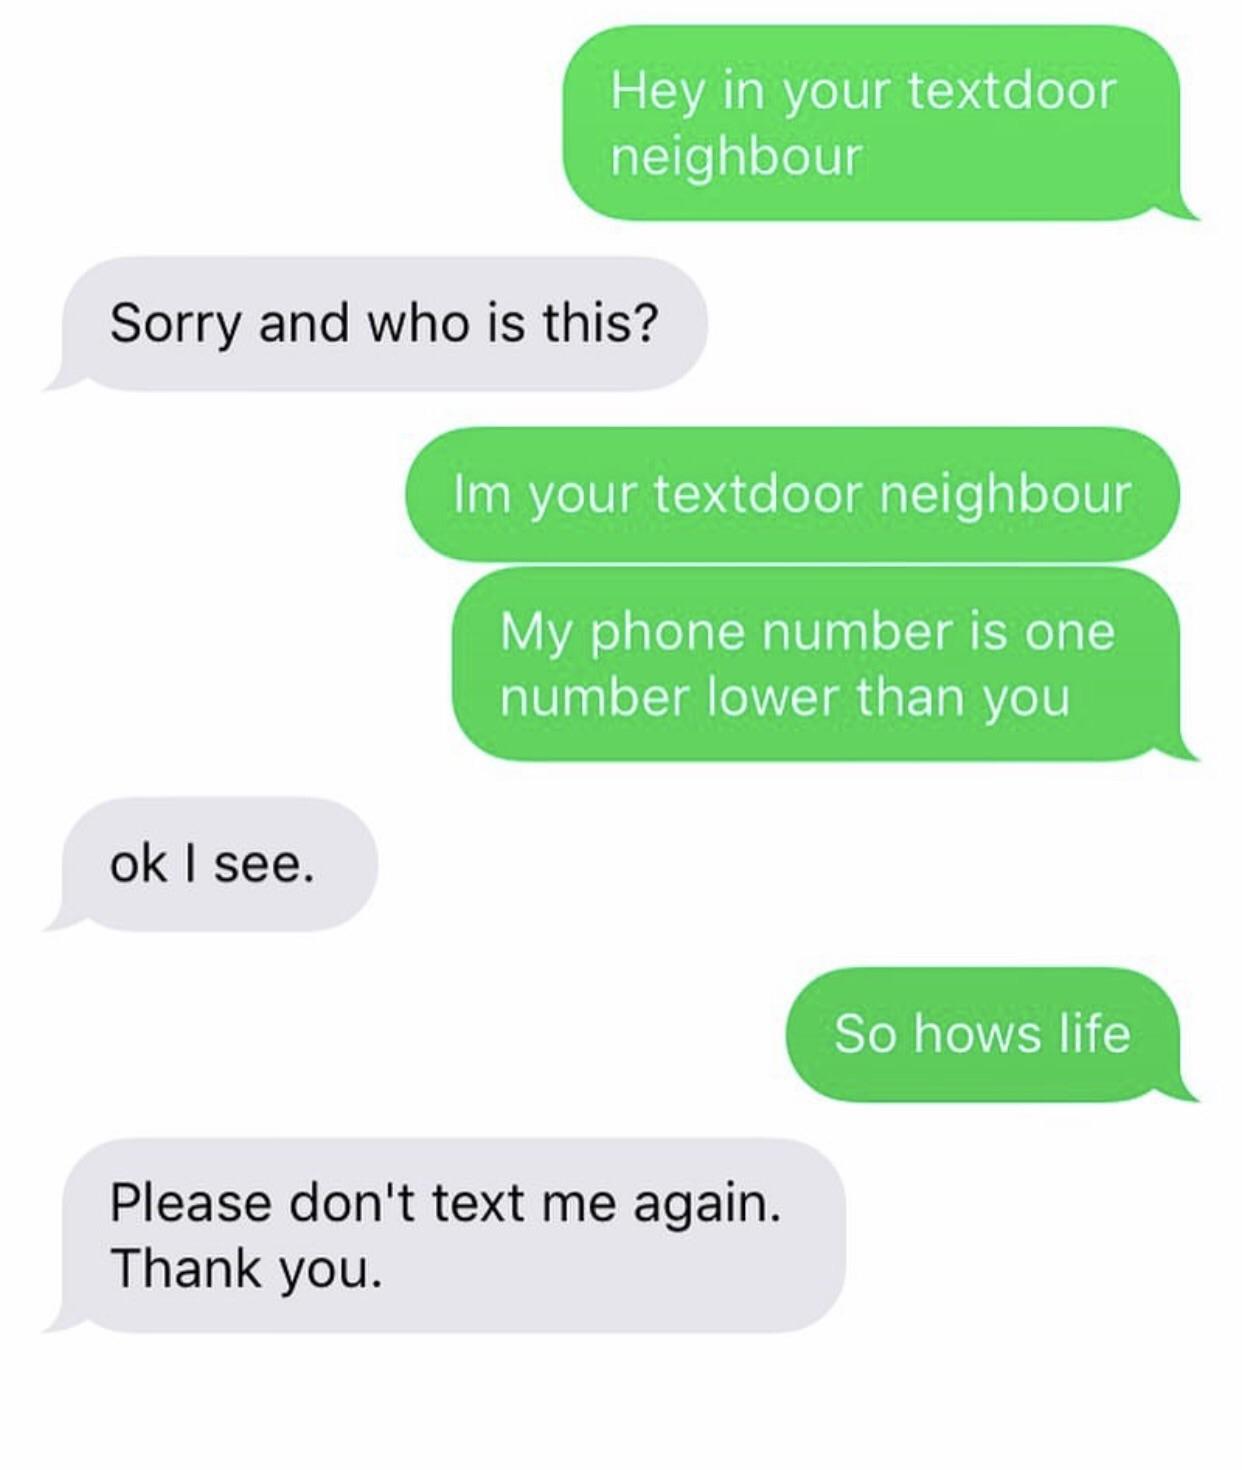 Hey in your textdoor
neighbour
Sorry and who is this?
Im your textdoor neighbour
My phone number is one
number lower than you
ok I see.
So hows life
Please don't text me again.
Thank you.